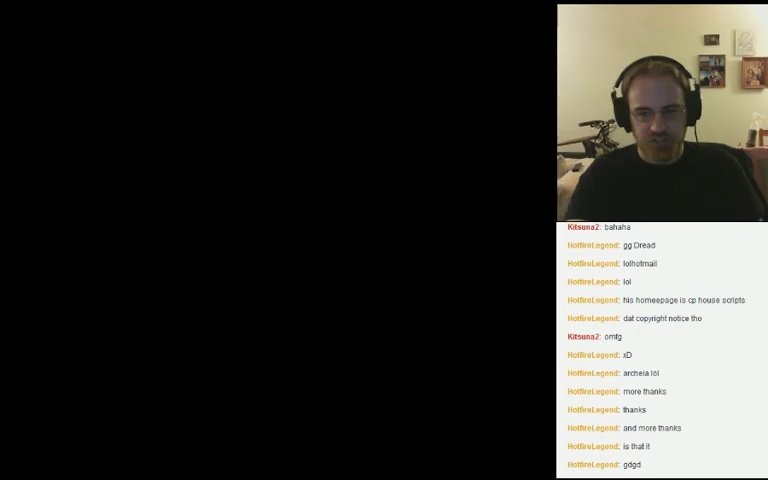 Kitsuna2: bahaha
HotfireLegend: gg Dread
HotfireLegend: lolhotmail
HotfireLegend: lol
HotfireLegend: his homeepage is cp house scripts
HotfireLegend: dat copyright notice tho
Kitsuna2: omfg
HotfireLegend: xD
HotfireLegend: archeia lol
HotfireLegend: more thanks
HotfireLegend: thanks
HotfireLegend: and more thanks
HotfireLegend: is that it
HotfireLegend: gdgd